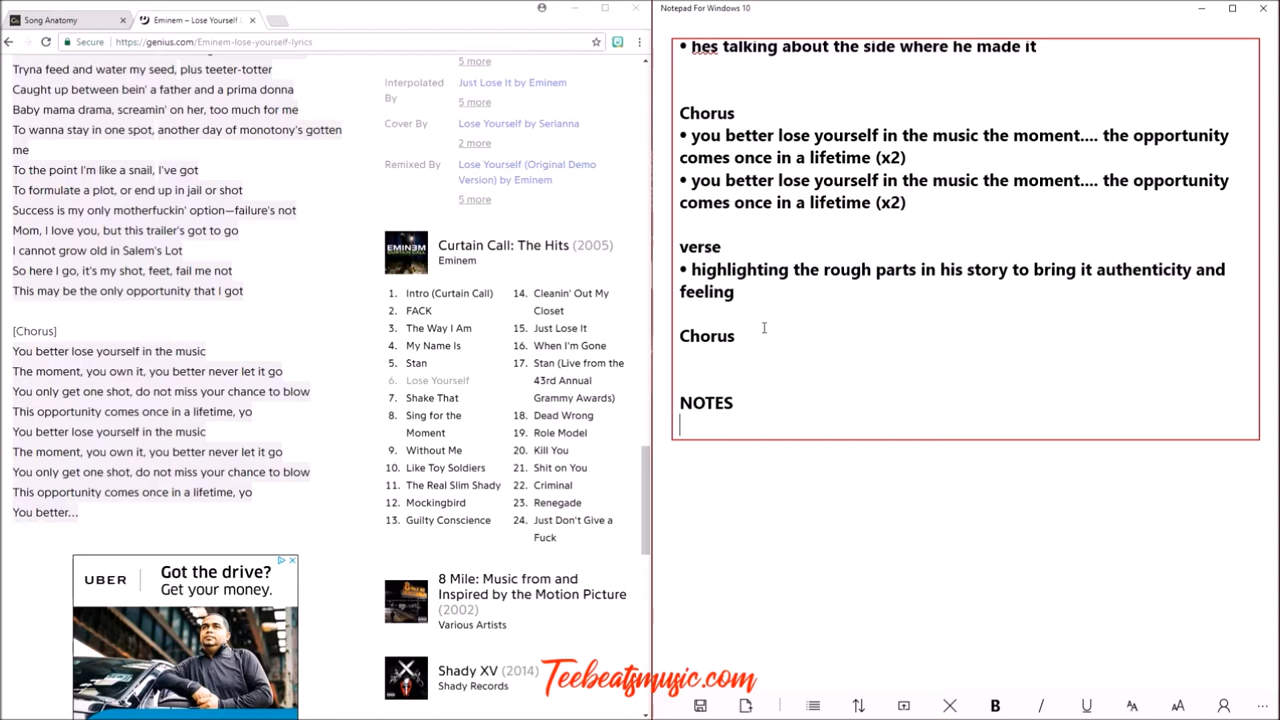 Song Anatomy
Eminem – Lose Yourself
Secure
https://genius.com/Eminem-lose-yourself-lyrics
Tryna feed and water my seed, plus teeter-totter
Caught up between bein' a father and a prima donna
Baby mama drama, screamin' on her, too much for me
To wanna stay in one spot, another day of monotony's gotten
me
To the point I'm like a snail, I've got
To formulate a plot, or end up in jail or shot
Success is my only motherfuckin' option—failure's not
Mom, I love you, but this trailer's got to go
I cannot grow old in Salem's Lot
So here I go, it's my shot, feet, fail me not
This may be the only opportunity that I got
[Chorus]
You better lose yourself in the music
The moment, you own it, you better never let it go
You only get one shot, do not miss your chance to blow
This opportunity comes once in a lifetime, yo
You better lose yourself in the music
The moment, you own it, you better never let it go
You only get one shot, do not miss your chance to blow
This opportunity comes once in a lifetime, yo
You better...
UBER
Got the drive?
Get your money.
5 more
Interpolated
By
Just Lose It by Eminem
5 more
Cover By
Lose Yourself by Serianna
2 more
Remixed By
Lose Yourself (Original Demo
Version) by Eminem
5 more
EMINEM
Curtain Call: The Hits (2005)
Eminem
1. Intro (Curtain Call)
2. FACK
3. The Way I Am
4. My Name Is
5. Stan
6. Lose Yourself
7. Shake That
8. Sing for the
Moment
9. Without Me
10. Like Toy Soldiers
11. The Real Slim Shady
12. Mockingbird
13. Guilty Conscience
14. Cleanin' Out My
Closet
15. Just Lose It
16. When I'm Gone
17. Stan (Live from the
43rd Annual
Grammy Awards)
18. Dead Wrong
19. Role Model
20. Kill You
21. Shit on You
22. Criminal
23. Renegade
24. Just Don't Give a
Fuck
8 Mile: Music from and
Inspired by the Motion Picture
(2002)
Various Artists
Shady XV (2014)
Shady Records
Notepad For Windows 10
• hes talking about the side where he made it
Chorus
• you better lose yourself in the music the moment.... the opportunity
comes once in a lifetime (x2)
• you better lose yourself in the music the moment.... the opportunity
comes once in a lifetime (x2)
verse
• highlighting the rough parts in his story to bring it authenticity and
feeling
Chorus
NOTES
B
I
U
Teebeatsmusic.com